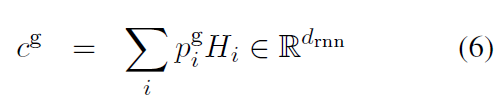 c^g = ∑_i p_i^g H_i ∈ ℝ^{d_rnn} (6)